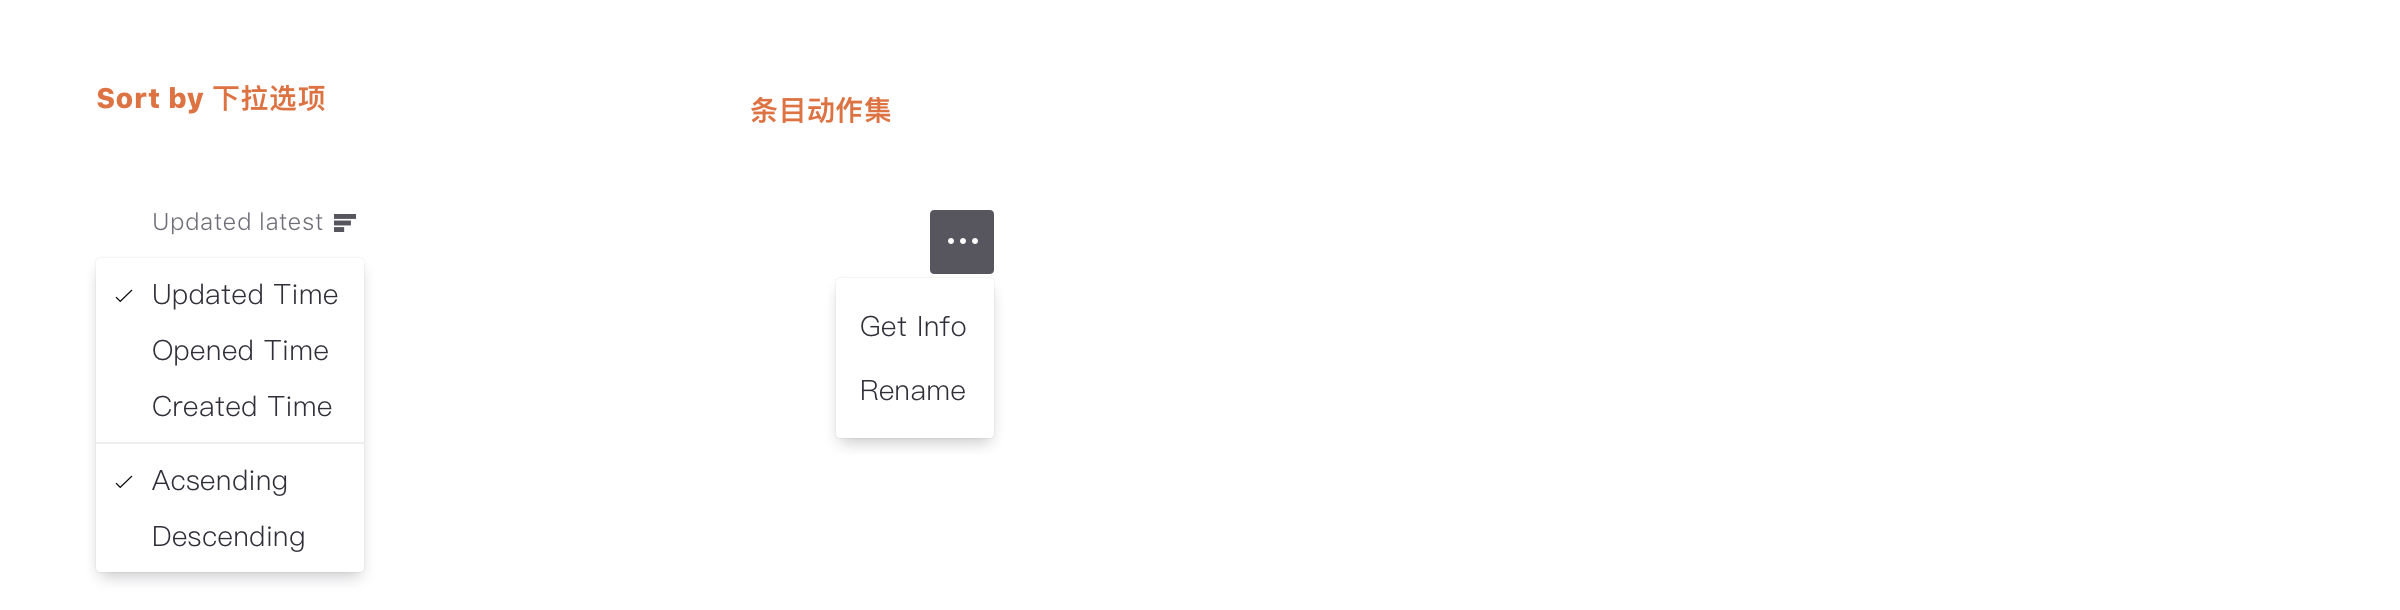 Sort by 下拉选项
Updated latest
Updated Time
Opened Time
Created Time
Acsending
Descending
条目动作集
Get Info
Rename